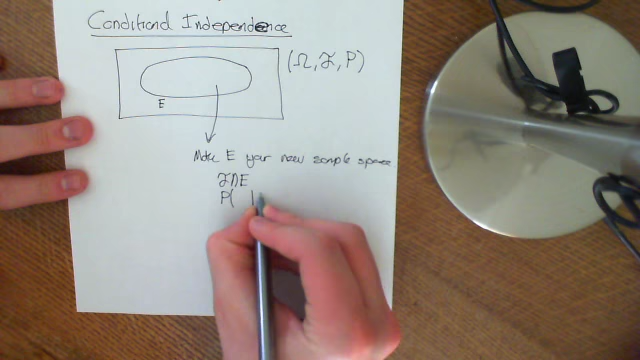 Conditional Independence
(Ω, ℱ, P)
E
Make E your new sample space
ℱ∩E
P( |